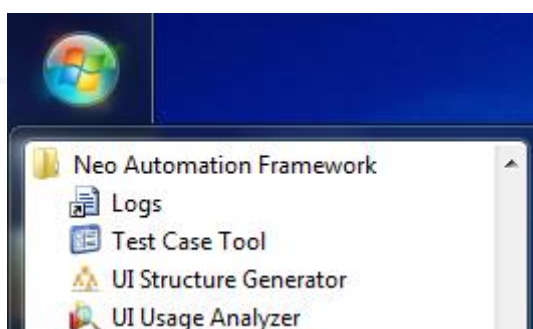 Neo Automation Framework
Logs
Test Case Tool
UI Structure Generator
UI Usage Analyzer